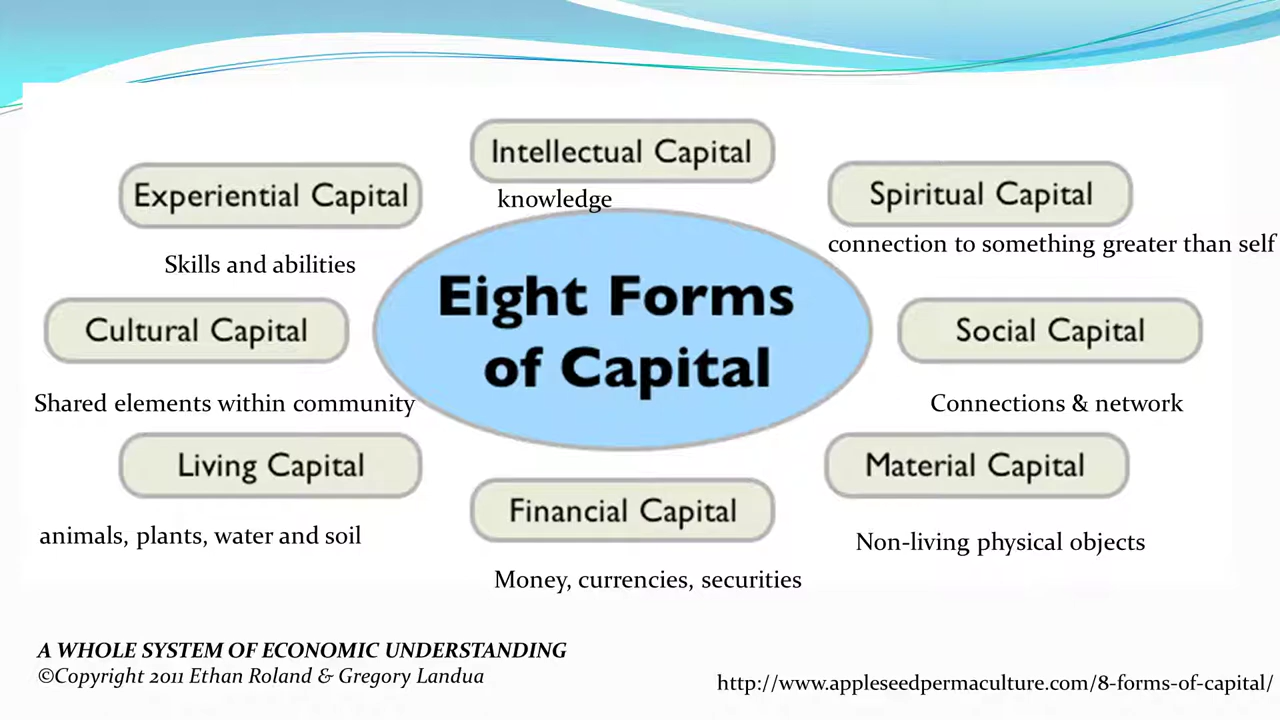 Intellectual Capital
knowledge
Experiential Capital
Skills and abilities
Spiritual Capital
connection to something greater than self
Eight Forms
of Capital
Cultural Capital
Shared elements within community
Social Capital
Connections & network
Living Capital
animals, plants, water and soil
Financial Capital
Money, currencies, securities
Material Capital
Non-living physical objects
A WHOLE SYSTEM OF ECONOMIC UNDERSTANDING
©Copyright 2011 Ethan Roland & Gregory Landua
http://www.appleseedpermaculture.com/8-forms-of-capital/